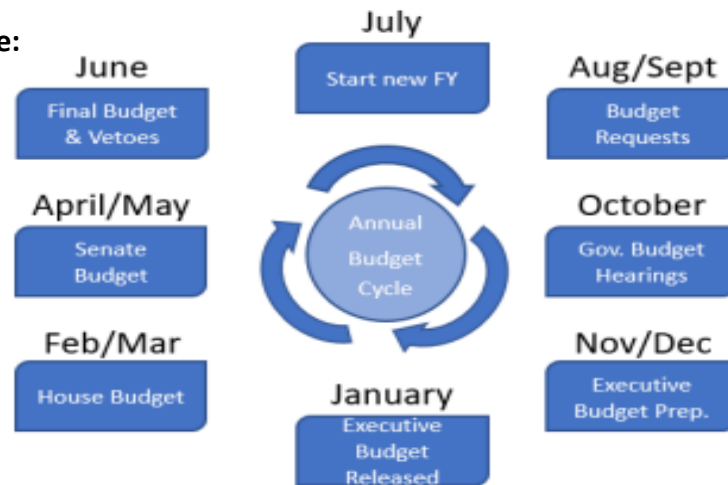 e:
July
Start new FY
Aug/Sept
Budget
Requests
October
Gov. Budget
Hearings
Nov/Dec
Executive
Budget Prep.
January
Executive
Budget
Released
Feb/Mar
House Budget
April/May
Senate
Budget
June
Final Budget
& Vetoes
Annual
Budget
Cycle